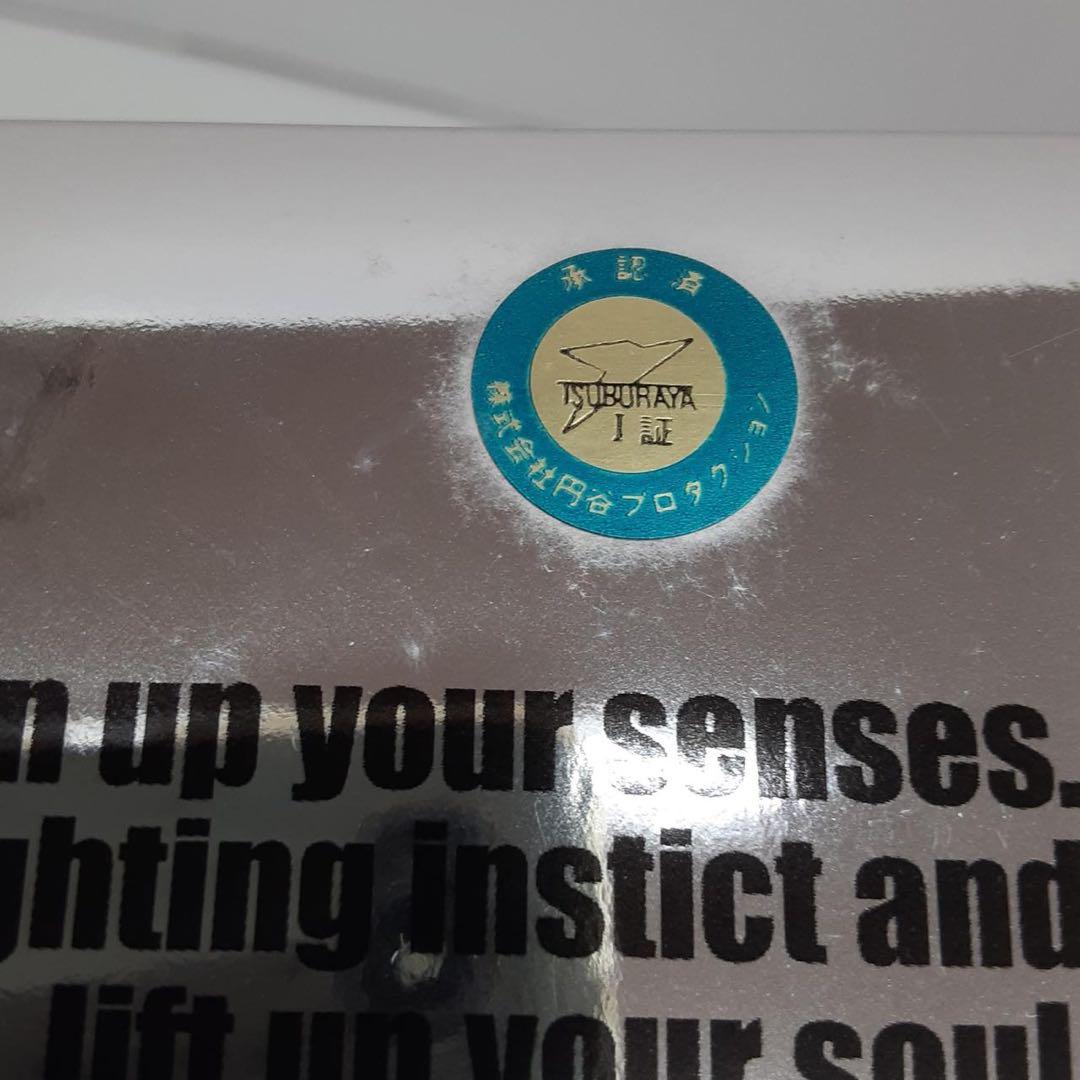 承認済
TSUBURAYA
I 証
株式会社円谷プロダクション
n up your senses.
ghting instict and
lift up your soul